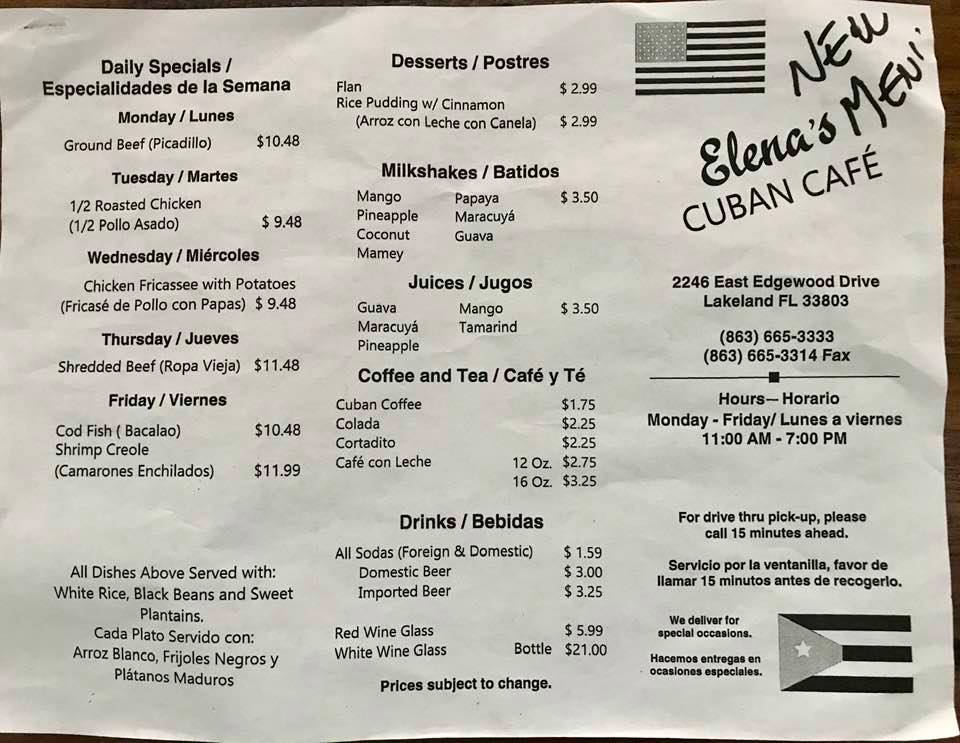 Daily Specials /
Especialidades de la Semana
Monday / Lunes
Ground Beef (Picadillo) $10.48
Tuesday / Martes
1/2 Roasted Chicken
(1/2 Pollo Asado) $ 9.48
Wednesday / Miércoles
Chicken Fricassee with Potatoes
(Fricasé de Pollo con Papas) $ 9.48
Thursday / Jueves
Shredded Beef (Ropa Vieja) $11.48
Friday / Viernes
Cod Fish ( Bacalao) $10.48
Shrimp Creole
(Camarones Enchilados) $11.99
All Dishes Above Served with:
White Rice, Black Beans and Sweet
Plantains.
Cada Plato Servido con:
Arroz Blanco, Frijoles Negros y
Plátanos Maduros
Desserts / Postres
Flan $ 2.99
Rice Pudding w/ Cinnamon
(Arroz con Leche con Canela) $ 2.99
Milkshakes / Batidos
Mango Papaya $ 3.50
Pineapple Maracuyá
Coconut Guava
Mamey
Juices / Jugos
Guava Mango $ 3.50
Maracuyá Tamarind
Pineapple
Coffee and Tea / Café y Té
Cuban Coffee $1.75
Colada $2.25
Cortadito $2.25
Café con Leche 12 Oz. $2.75
16 Oz. $3.25
Drinks / Bebidas
All Sodas (Foreign & Domestic) $ 1.59
Domestic Beer $ 3.00
Imported Beer $ 3.25
Red Wine Glass $ 5.99
White Wine Glass Bottle $21.00
Prices subject to change.
NEW
MENU.
Elena's
CUBAN CAFÉ
2246 East Edgewood Drive
Lakeland FL 33803
(863) 665-3333
(863) 665-3314 Fax
Hours— Horario
Monday - Friday/ Lunes a viernes
11:00 AM - 7:00 PM
For drive thru pick-up, please
call 15 minutes ahead.
Servicio por la ventanilla, favor de
llamar 15 minutos antes de recogerlo.
We deliver for
special occasions.
Hacemos entregas en
ocasiones especiales.